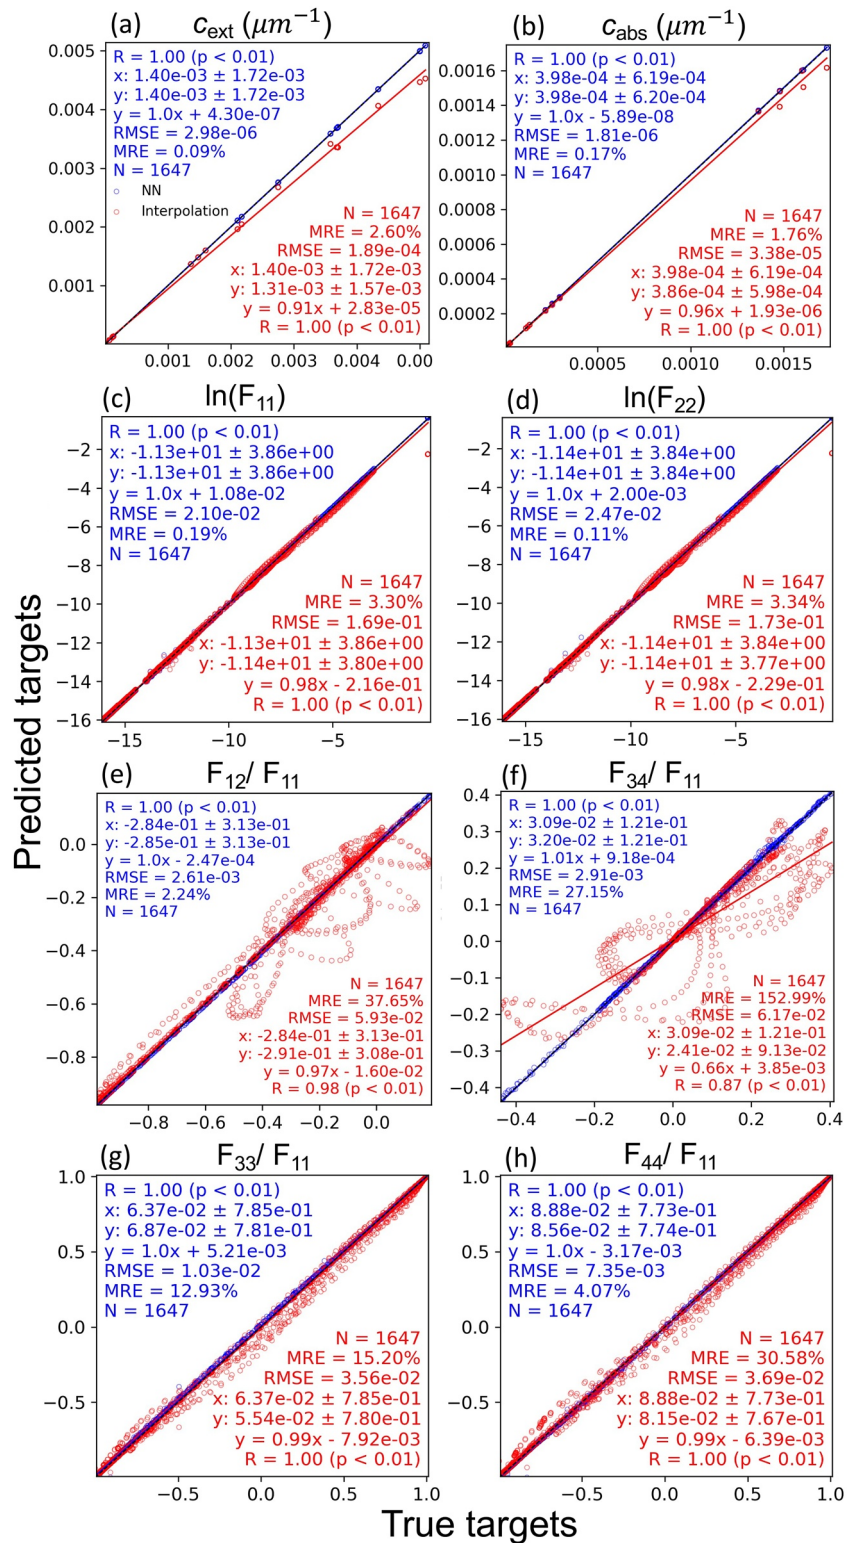 (a) c_ext (μm⁻¹)
R = 1.00 (p < 0.01)
x: 1.40e-03 ± 1.72e-03
y: 1.40e-03 ± 1.72e-03
y = 1.0x + 4.30e-07
RMSE = 2.98e-06
MRE = 0.09%
N = 1647
NN
Interpolation
N = 1647
MRE = 2.60%
RMSE = 1.89e-04
x: 1.40e-03 ± 1.72e-03
y: 1.31e-03 ± 1.57e-03
y = 0.91x + 2.83e-05
R = 1.00 (p < 0.01)
0.005
0.004
0.003
0.002
0.001
0.001 0.002 0.003 0.004 0.00
(b) c_abs (μm⁻¹)
R = 1.00 (p < 0.01)
x: 3.98e-04 ± 6.19e-04
y: 3.98e-04 ± 6.20e-04
y = 1.0x - 5.89e-08
RMSE = 1.81e-06
MRE = 0.17%
N = 1647
N = 1647
MRE = 1.76%
RMSE = 3.38e-05
x: 3.98e-04 ± 6.19e-04
y: 3.86e-04 ± 5.98e-04
y = 0.96x + 1.93e-06
R = 1.00 (p < 0.01)
0.0016
0.0014
0.0012
0.0010
0.0008
0.0006
0.0004
0.0002
0.0005 0.0010 0.0015
(c) ln(F₁₁)
R = 1.00 (p < 0.01)
x: -1.13e+01 ± 3.86e+00
y: -1.13e+01 ± 3.86e+00
y = 1.0x + 1.08e-02
RMSE = 2.10e-02
MRE = 0.19%
N = 1647
N = 1647
MRE = 3.30%
RMSE = 1.69e-01
x: -1.13e+01 ± 3.86e+00
y: -1.14e+01 ± 3.80e+00
y = 0.98x - 2.16e-01
R = 1.00 (p < 0.01)
−2
−4
−6
−8
−10
−12
−14
−16
−15 −10 −5
(d) ln(F₂₂)
R = 1.00 (p < 0.01)
x: -1.14e+01 ± 3.84e+00
y: -1.14e+01 ± 3.84e+00
y = 1.0x + 2.00e-03
RMSE = 2.47e-02
MRE = 0.11%
N = 1647
N = 1647
MRE = 3.34%
RMSE = 1.73e-01
x: -1.14e+01 ± 3.84e+00
y: -1.14e+01 ± 3.77e+00
y = 0.98x - 2.29e-01
R = 1.00 (p < 0.01)
−2
−4
−6
−8
−10
−12
−14
−16
−15 −10 −5
Predicted targets
(e) F₁₂/ F₁₁
R = 1.00 (p < 0.01)
x: -2.84e-01 ± 3.13e-01
y: -2.85e-01 ± 3.13e-01
y = 1.0x - 2.47e-04
RMSE = 2.61e-03
MRE = 2.24%
N = 1647
N = 1647
MRE = 37.65%
RMSE = 5.93e-02
x: -2.84e-01 ± 3.13e-01
y: -2.91e-01 ± 3.08e-01
y = 0.97x - 1.60e-02
R = 0.98 (p < 0.01)
0.0
−0.2
−0.4
−0.6
−0.8
−0.8 −0.6 −0.4 −0.2 0.0
(f) F₃₄/ F₁₁
R = 1.00 (p < 0.01)
x: 3.09e-02 ± 1.21e-01
y: 3.20e-02 ± 1.21e-01
y = 1.01x + 9.18e-04
RMSE = 2.91e-03
MRE = 27.15%
N = 1647
N = 1647
MRE = 152.99%
RMSE = 6.17e-02
x: 3.09e-02 ± 1.21e-01
y: 2.41e-02 ± 9.13e-02
y = 0.66x + 3.85e-03
R = 0.87 (p < 0.01)
0.4
0.3
0.2
0.1
0.0
−0.1
−0.2
−0.3
−0.4
−0.4 −0.2 0.0 0.2 0.4
(g) F₃₃/ F₁₁
R = 1.00 (p < 0.01)
x: 6.37e-02 ± 7.85e-01
y: 6.87e-02 ± 7.81e-01
y = 1.0x + 5.21e-03
RMSE = 1.03e-02
MRE = 12.93%
N = 1647
N = 1647
MRE = 15.20%
RMSE = 3.56e-02
x: 6.37e-02 ± 7.85e-01
y: 5.54e-02 ± 7.80e-01
y = 0.99x - 7.92e-03
R = 1.00 (p < 0.01)
1.0
0.5
0.0
−0.5
−0.5 0.0 0.5 1.0
(h) F₄₄/ F₁₁
R = 1.00 (p < 0.01)
x: 8.88e-02 ± 7.73e-01
y: 8.56e-02 ± 7.74e-01
y = 1.0x - 3.17e-03
RMSE = 7.35e-03
MRE = 4.07%
N = 1647
N = 1647
MRE = 30.58%
RMSE = 3.69e-02
x: 8.88e-02 ± 7.73e-01
y: 8.15e-02 ± 7.67e-01
y = 0.99x - 6.39e-03
R = 1.00 (p < 0.01)
1.0
0.5
0.0
−0.5
−0.5 0.0 0.5 1.0
True targets